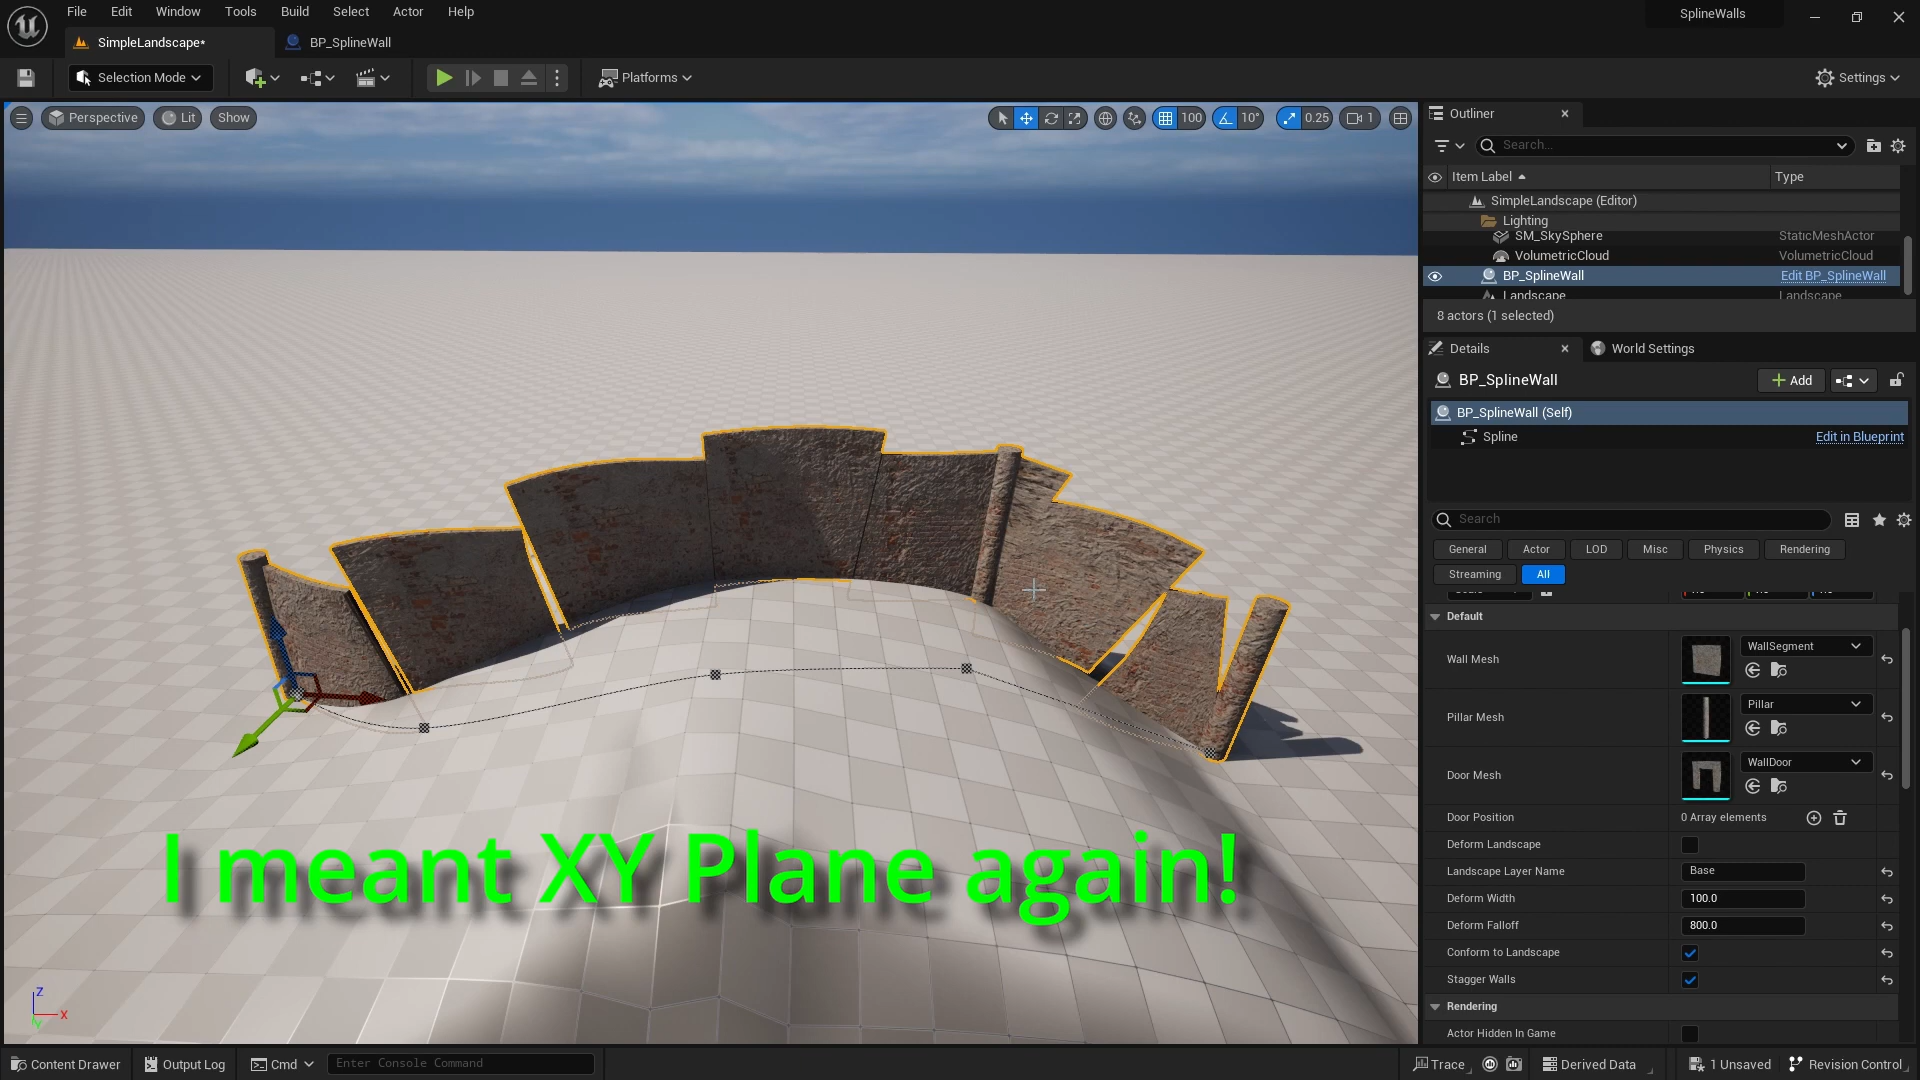 File Edit Window Tools Build Select Actor Help
SplineWalls
SimpleLandscape*
BP_SplineWall
Selection Mode
Platforms
Settings
Perspective
Lit
Show
100
10°
0.25
1
Outliner
Search...
Item Label
Type
SimpleLandscape (Editor)
Lighting
SM_SkySphere StaticMeshActor
VolumetricCloud VolumetricCloud
BP_SplineWall Edit BP_SplineWall
Landscape Landscape
8 actors (1 selected)
Details
World Settings
BP_SplineWall
Add
BP_SplineWall (Self)
Spline Edit in Blueprint
Search
General Actor LOD Misc Physics Rendering
Streaming All
Default
Wall Mesh WallSegment
Pillar Mesh Pillar
Door Mesh WallDoor
Door Position 0 Array elements
Deform Landscape
Landscape Layer Name Base
Deform Width 100.0
Deform Falloff 800.0
Conform to Landscape
Stagger Walls
Rendering
Actor Hidden In Game
I meant XY Plane again!
Z
X
Y
Content Drawer
Output Log
Cmd
Enter Console Command
Trace
Derived Data
1 Unsaved
Revision Control